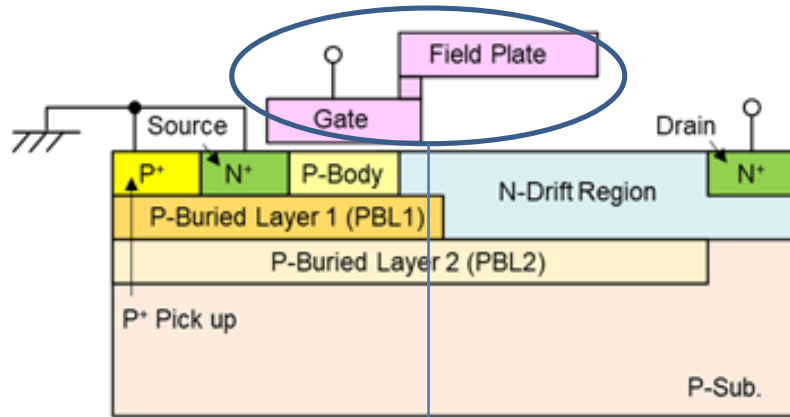 Field Plate
Gate
Source
Drain
P⁺
N⁺
P-Body
N-Drift Region
N⁺
P-Buried Layer 1 (PBL1)
P-Buried Layer 2 (PBL2)
P⁺ Pick up
P-Sub.